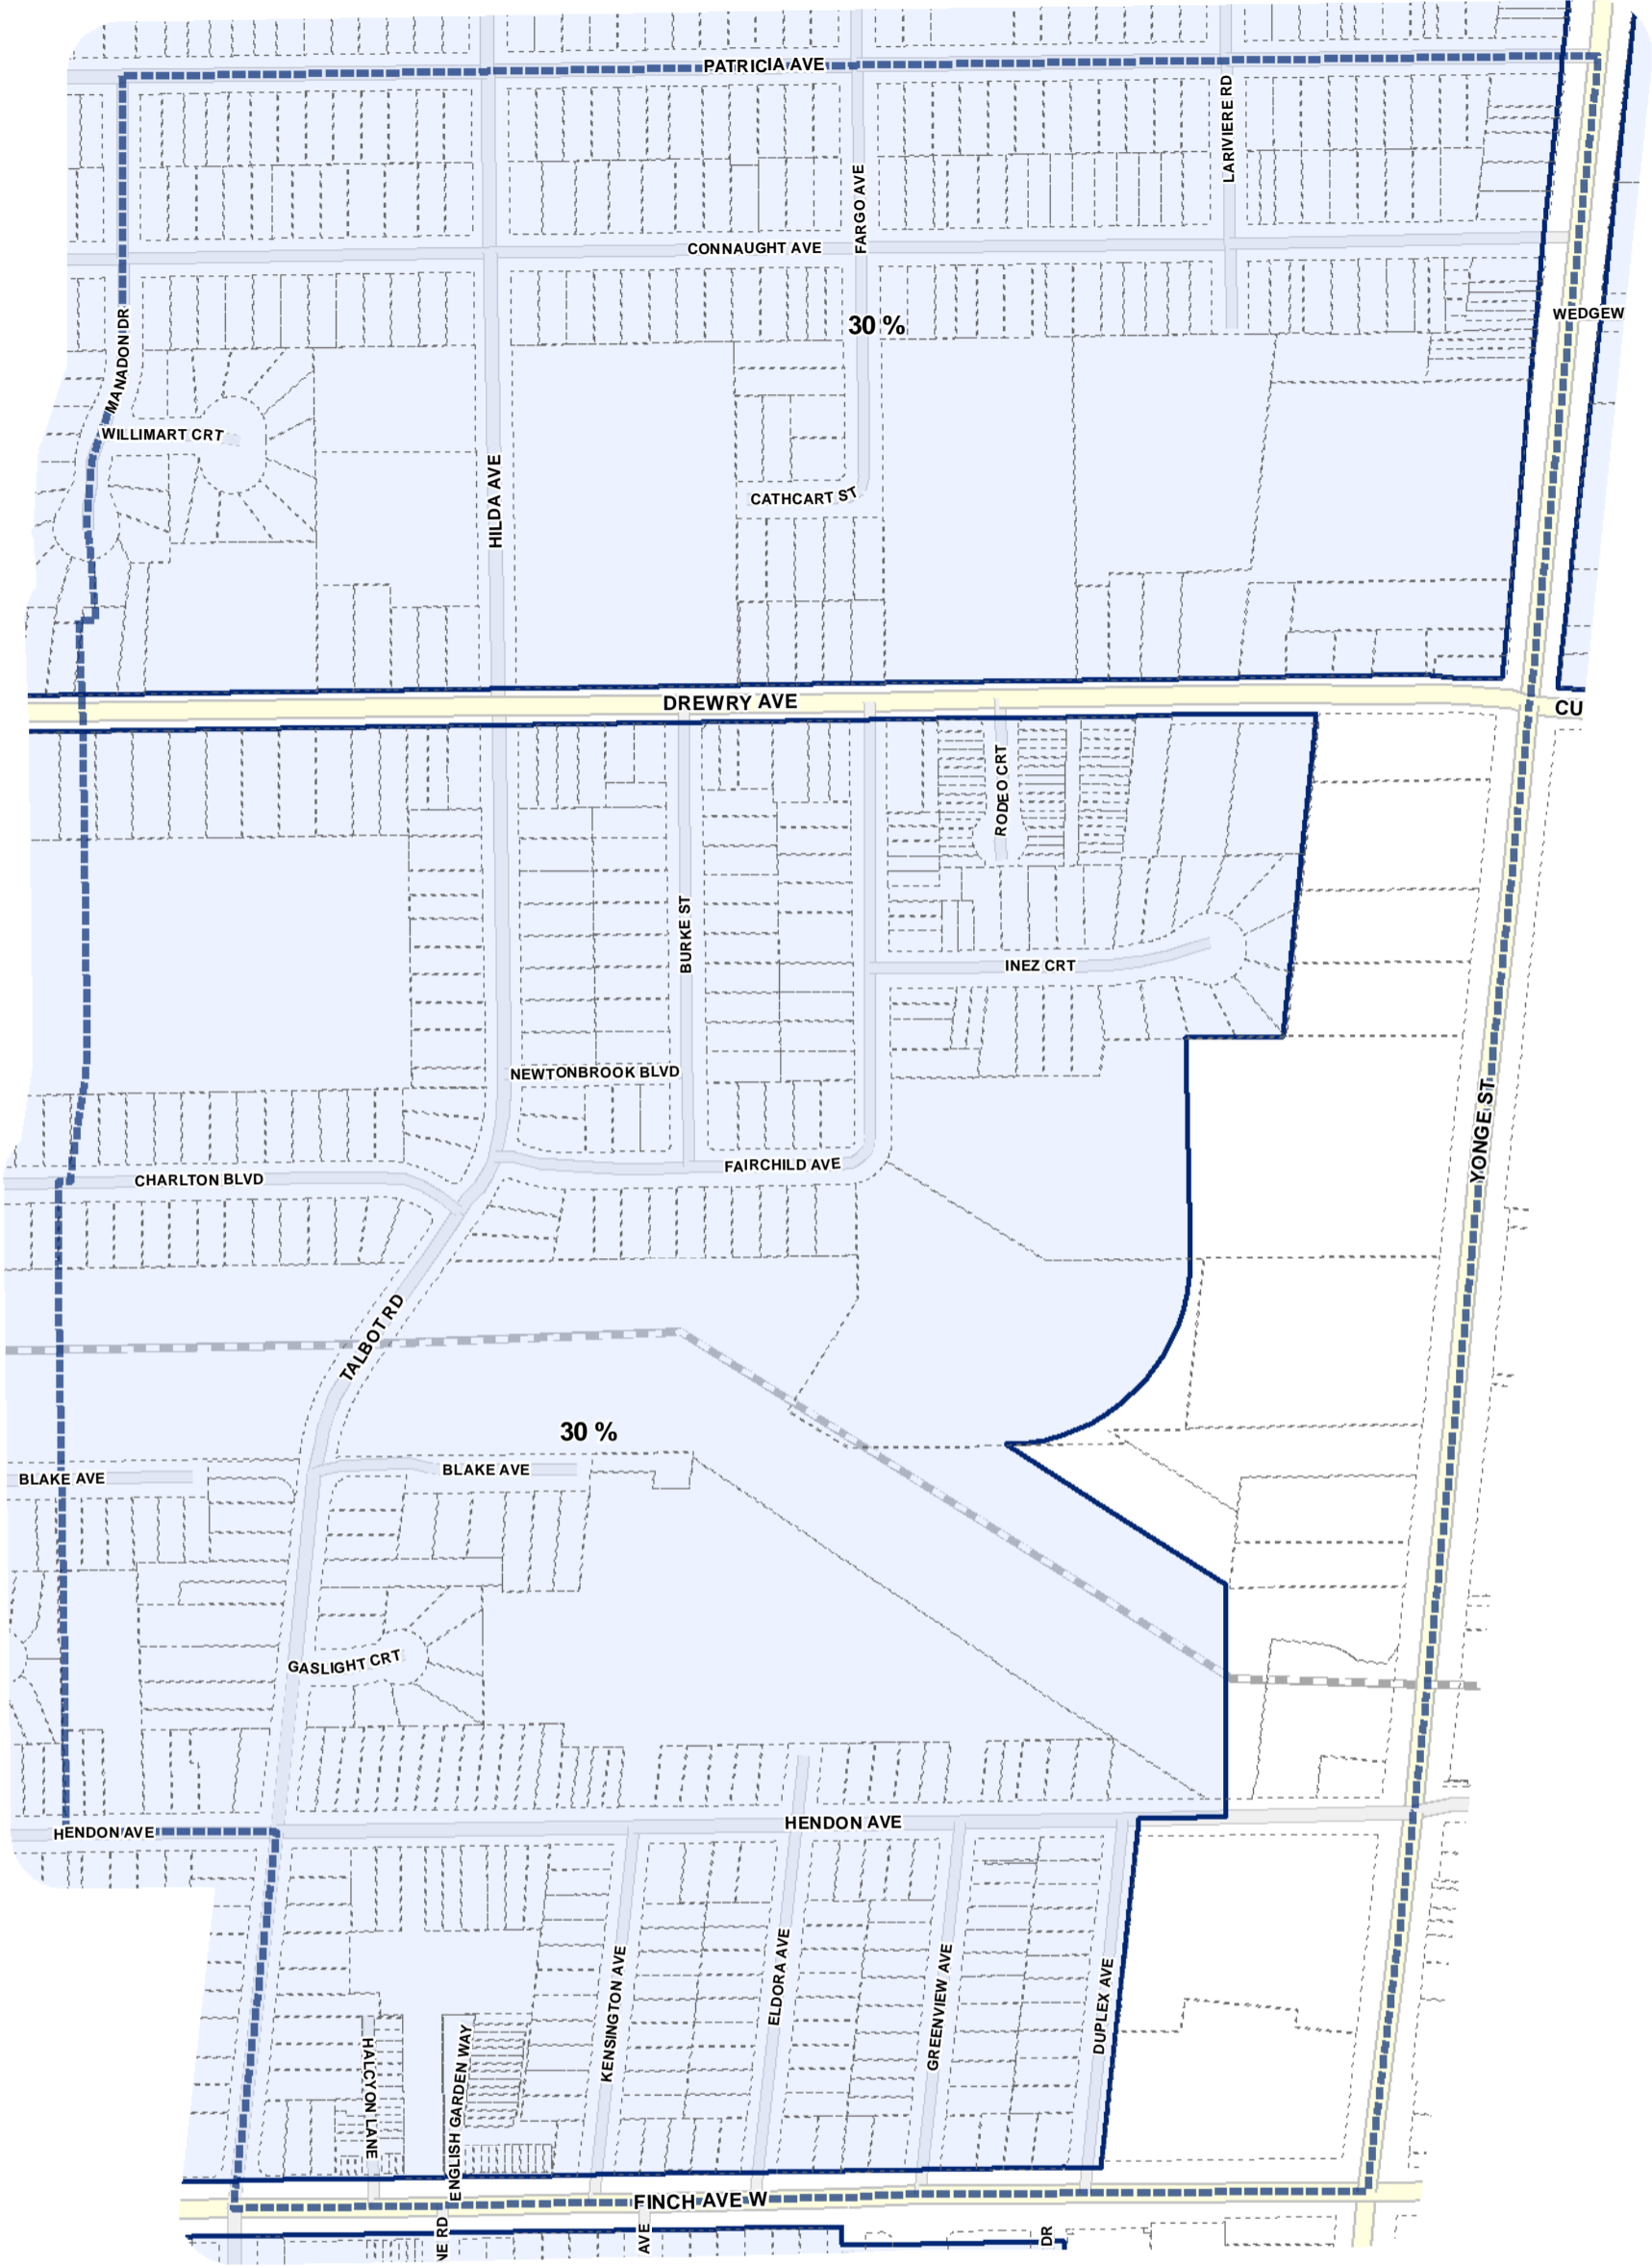 PATRICIA AVE
LARIVIERE RD
FARGO AVE
CONNAUGHT AVE
MANADON DR
30 %
WEDGEW
WILLIMART CRT
HILDA AVE
CATHCART ST
DREWRY AVE
CU
RODEO CRT
BURKE ST
INEZ CRT
NEWTONBROOK BLVD
YONGE ST
FAIRCHILD AVE
CHARLTON BLVD
TALBOT RD
30 %
BLAKE AVE
BLAKE AVE
GASLIGHT CRT
HENDON AVE
HENDON AVE
KENSINGTON AVE
ELDORA AVE
GREENVIEW AVE
DUPLEX AVE
HALCYON LANE
ENGLISH GARDEN WAY
FINCH AVE W
NE RD
AVE
DR